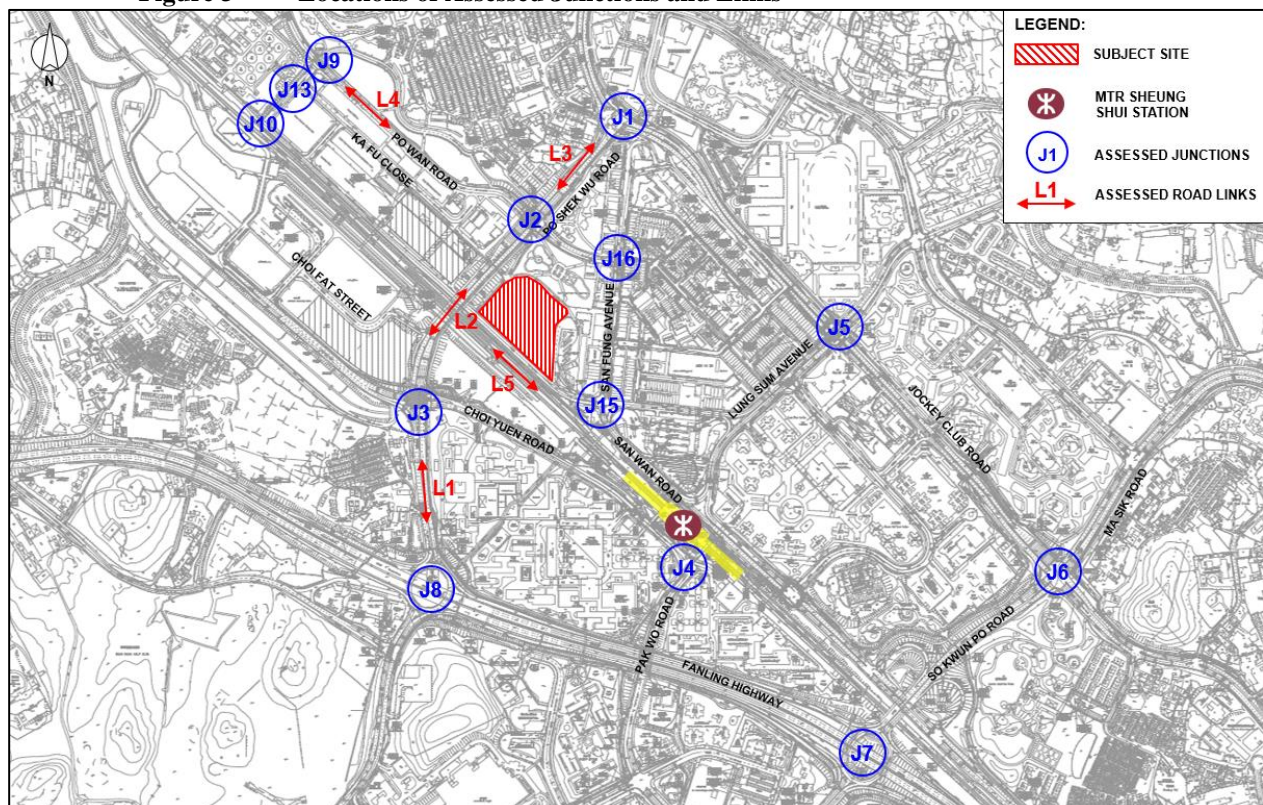 Figure 3 Locations of Assessed Junctions and Links
N
LEGEND:
SUBJECT SITE
MTR SHEUNG
SHUI STATION
J1
ASSESSED JUNCTIONS
L1
ASSESSED ROAD LINKS
J9
J13
J10
L4
PO WAN ROAD
KA FU CLOSE
J1
L3
PO SHEK WU ROAD
J2
J16
CHOI FAT STREET
L2
SAN FUNG AVENUE
J5
L5
LUNG SUM AVENUE
J3
J15
CHOI YUEN ROAD
SAN WAN ROAD
JOCKEY CLUB ROAD
L1
MA SIK ROAD
J4
J8
J6
PAK WO ROAD
SO KWUN PO ROAD
FANLING HIGHWAY
J7